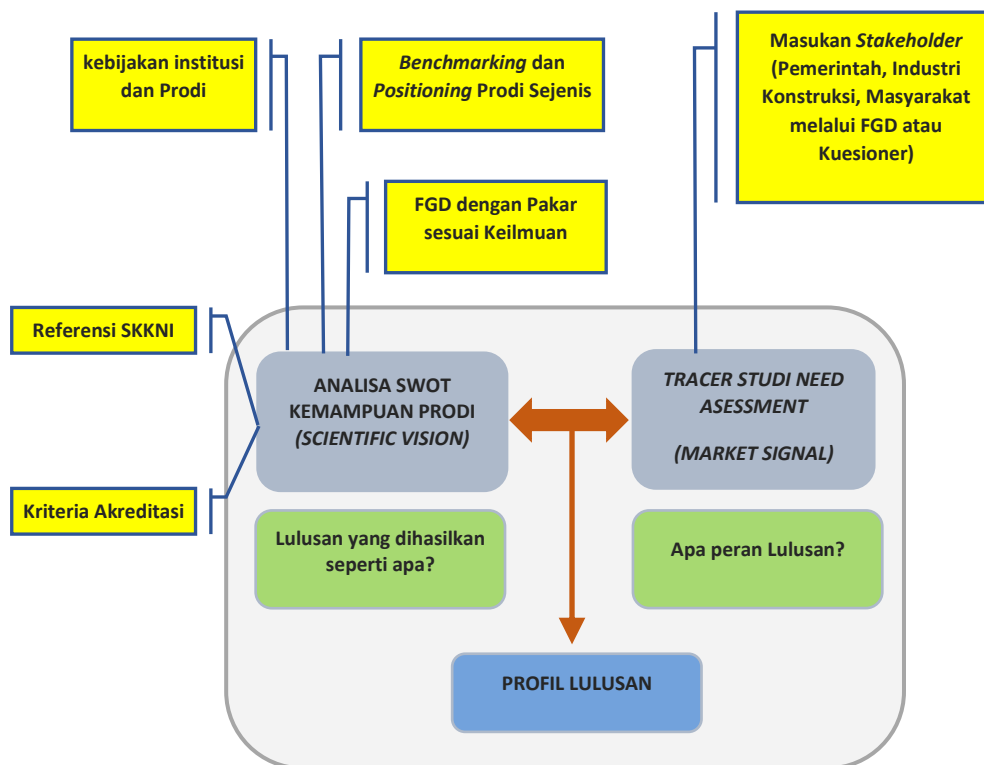 kebijakan institusi
dan Prodi
Benchmarking dan
Positioning Prodi Sejenis
Masukan Stakeholder
(Pemerintah, Industri
Konstruksi, Masyarakat
melalui FGD atau
Kuesioner)
FGD dengan Pakar
sesuai Keilmuan
Referensi SKKNI
ANALISA SWOT
KEMAMPUAN PRODI
(SCIENTIFIC VISION)
TRACER STUDI NEED
ASESSMENT
(MARKET SIGNAL)
Kriteria Akreditasi
Lulusan yang dihasilkan
seperti apa?
Apa peran Lulusan?
PROFIL LULUSAN